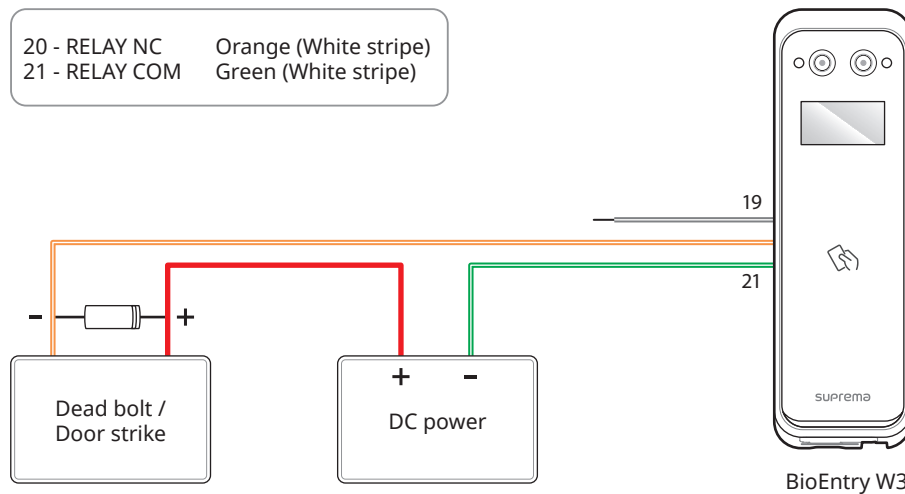 20 - RELAY NC Orange (White stripe)
21 - RELAY COM Green (White stripe)
19
21
- +
+ -
Dead bolt /
Door strike
DC power
suprema
BioEntry W3